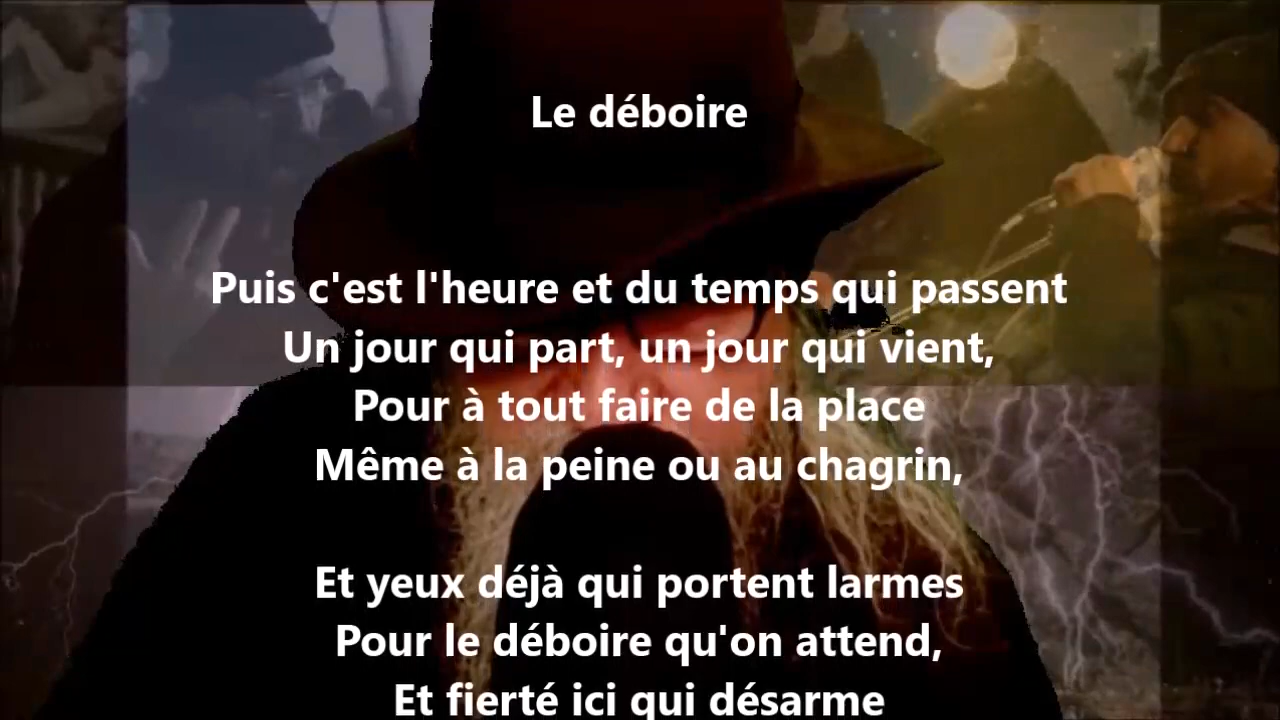 Le déboire
Puis c'est l'heure et du temps qui passent
Un jour qui part, un jour qui vient,
Pour à tout faire de la place
Même à la peine ou au chagrin,
Et yeux déjà qui portent larmes
Pour le déboire qu'on attend,
Et fierté ici qui désarme